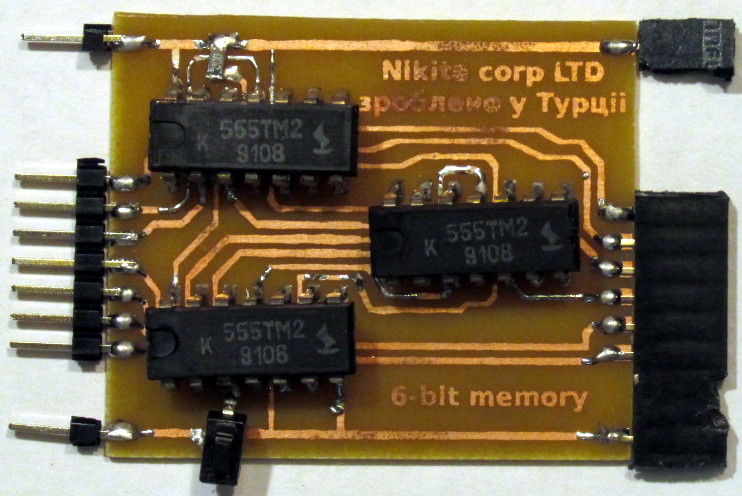 Nikita corp LTD
зроблено у Турції
К 555ТМ2
9108
К 555ТМ2
9108
К 555ТМ2
9108
6-bit memory